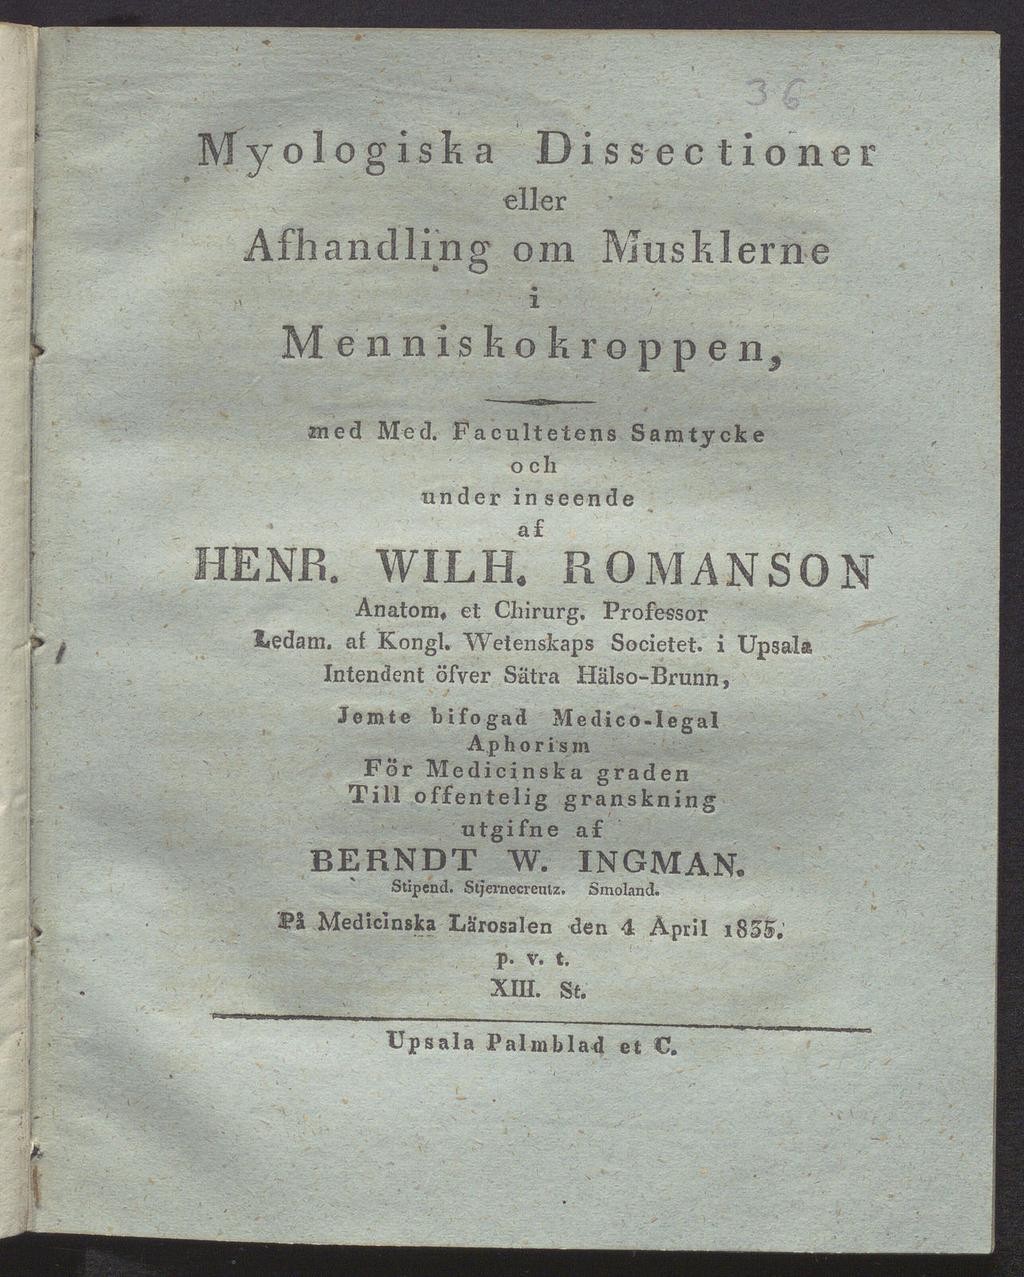 36
Myologiska Dissectioner
eller
Afhandling om Musklerne
i
Menniskokroppen,
med Med. Facultetens Samtycke
och
under inseende
af
HENR. WILH. ROMANSON
Anatom. et Chirurg. Professor
Ledam. af Kongl. Wetenskaps Societet. i Upsala
Intendent öfver Sätra Hälso-Brunn,
Jemte bifogad Medico-legal
Aphorism
För Medicinska graden
Till offentelig granskning
utgifne af
BERNDT W. INGMAN.
Stipend. Stjernecreutz. Smoland.
På Medicinska Lärosalen den 4 April 1835.
p. v. t.
XIII. St.
Upsala Palmblad et C.